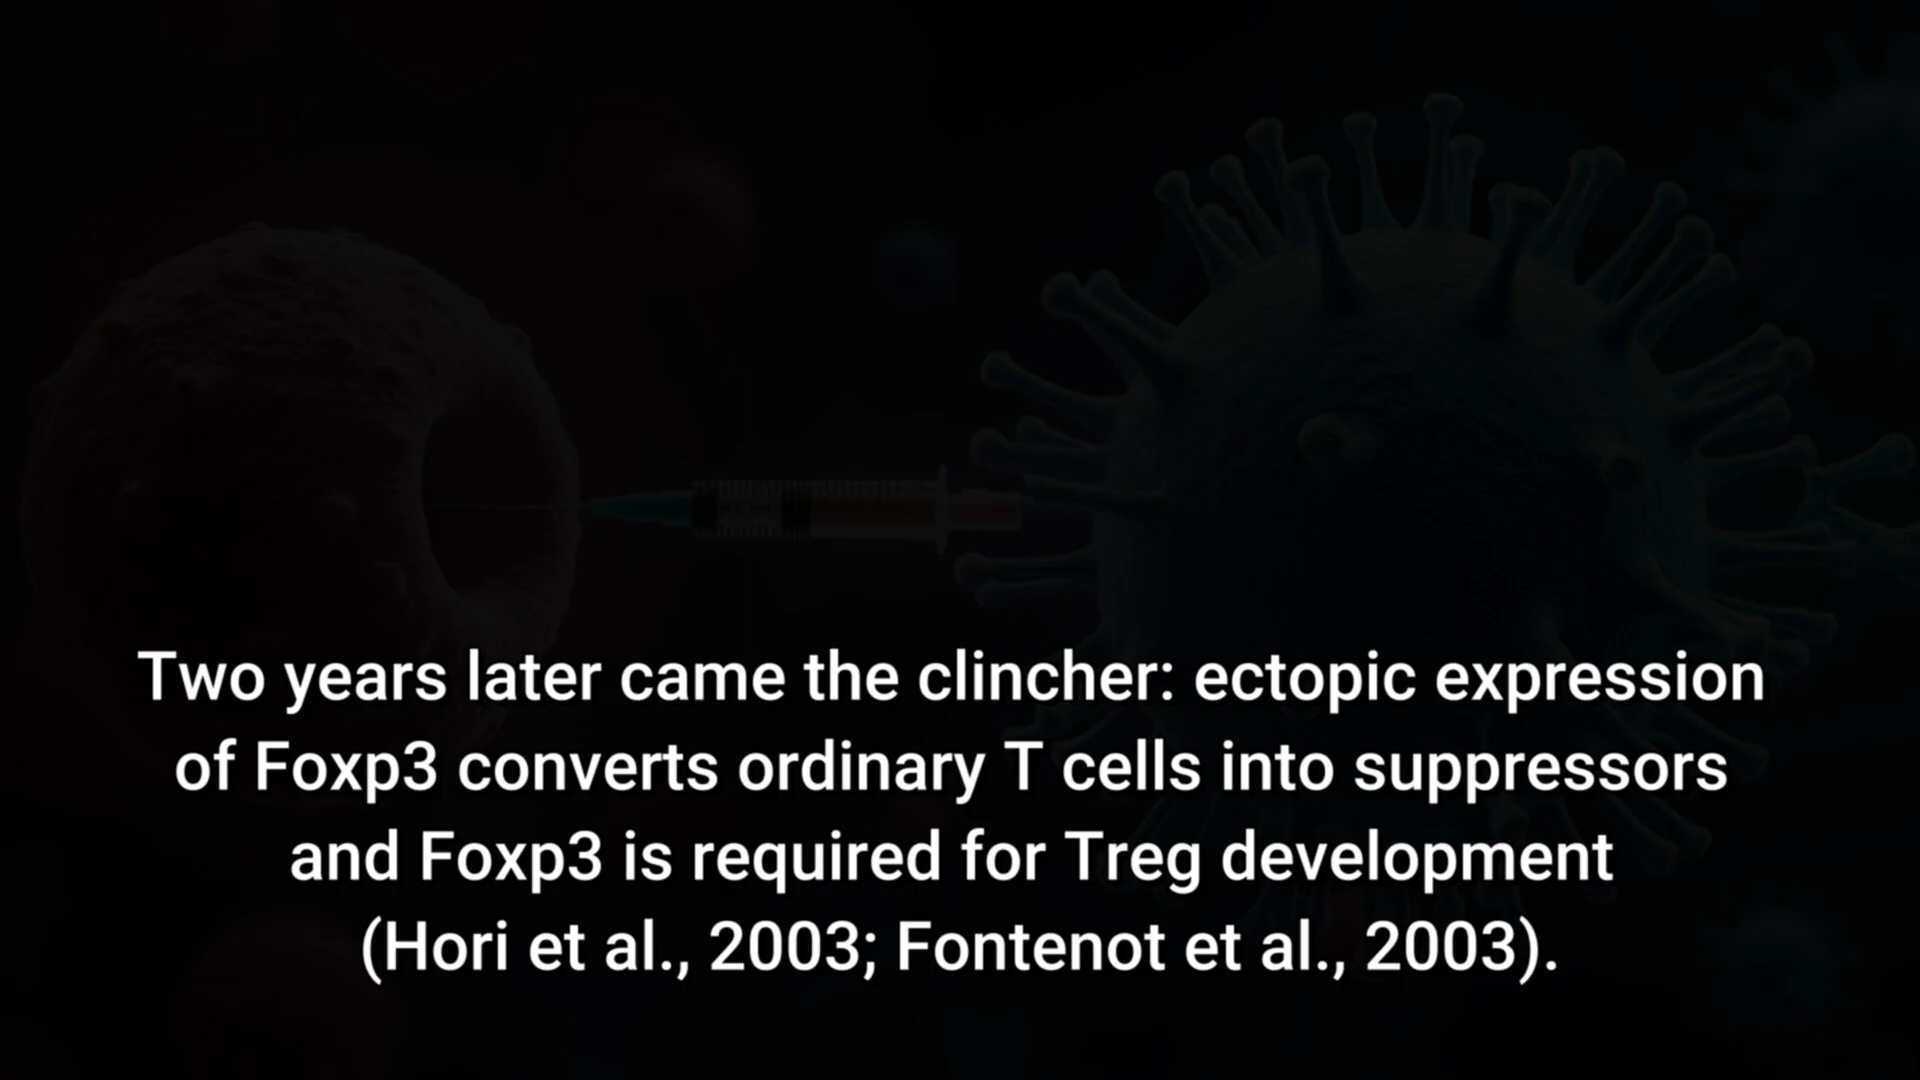 Two years later came the clincher: ectopic expression
of Foxp3 converts ordinary T cells into suppressors
and Foxp3 is required for Treg development
(Hori et al., 2003; Fontenot et al., 2003).